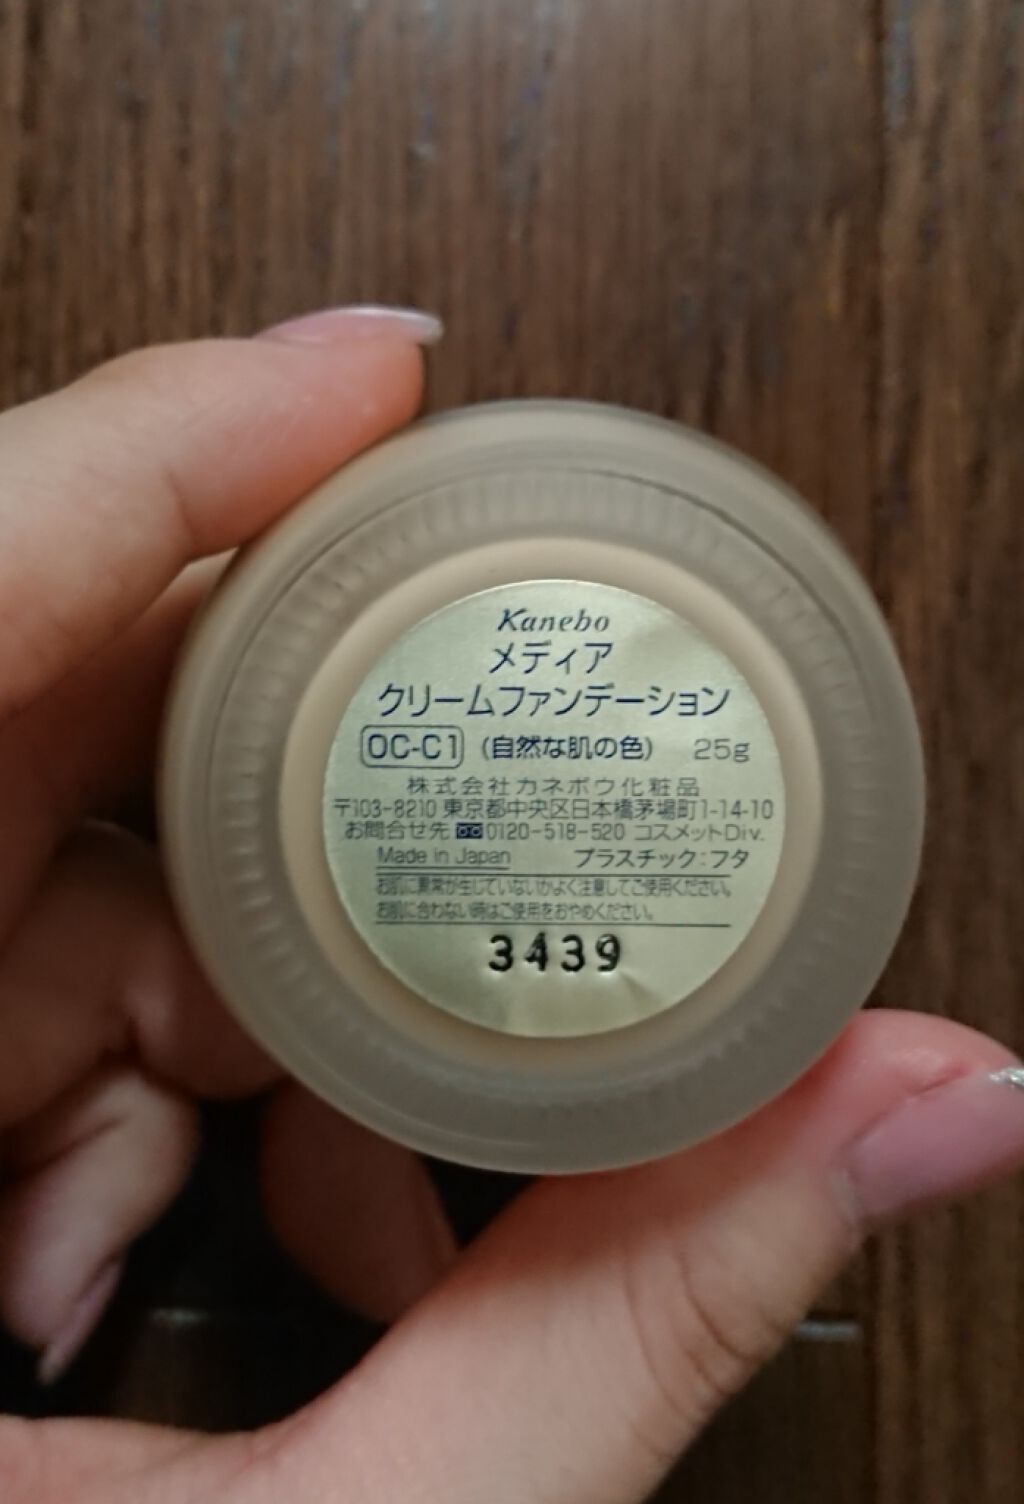 Kanebo
メディア
クリームファンデーション
OC-C1 (自然な肌の色) 25g
株式会社カネボウ化粧品
〒103-8210 東京都中央区日本橋茅場町1-14-10
お問合せ先 0120-518-520 コスメットDiv.
Made in Japan プラスチック:フタ
お肌に異常が生じていないかよく注意してご使用ください。
お肌に合わない時はご使用をおやめください。
3439